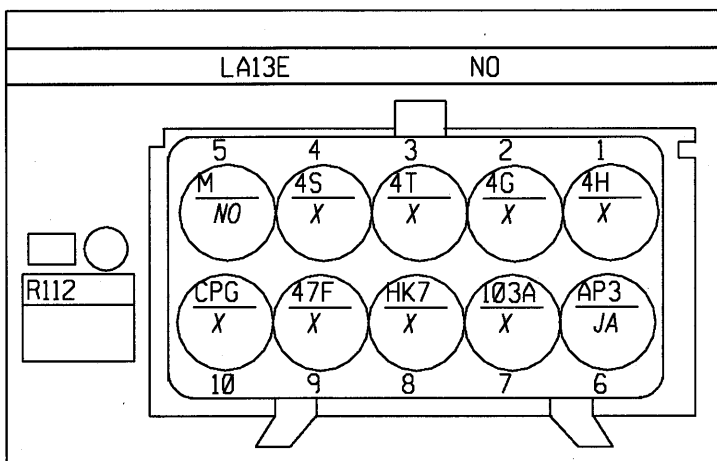 LA13E NO
5 4 3 2 1
M 4S 4T 4G 4H
NO X X X X
R112
CPG 47F HK7 103A AP3
X X X X JA
10 9 8 7 6